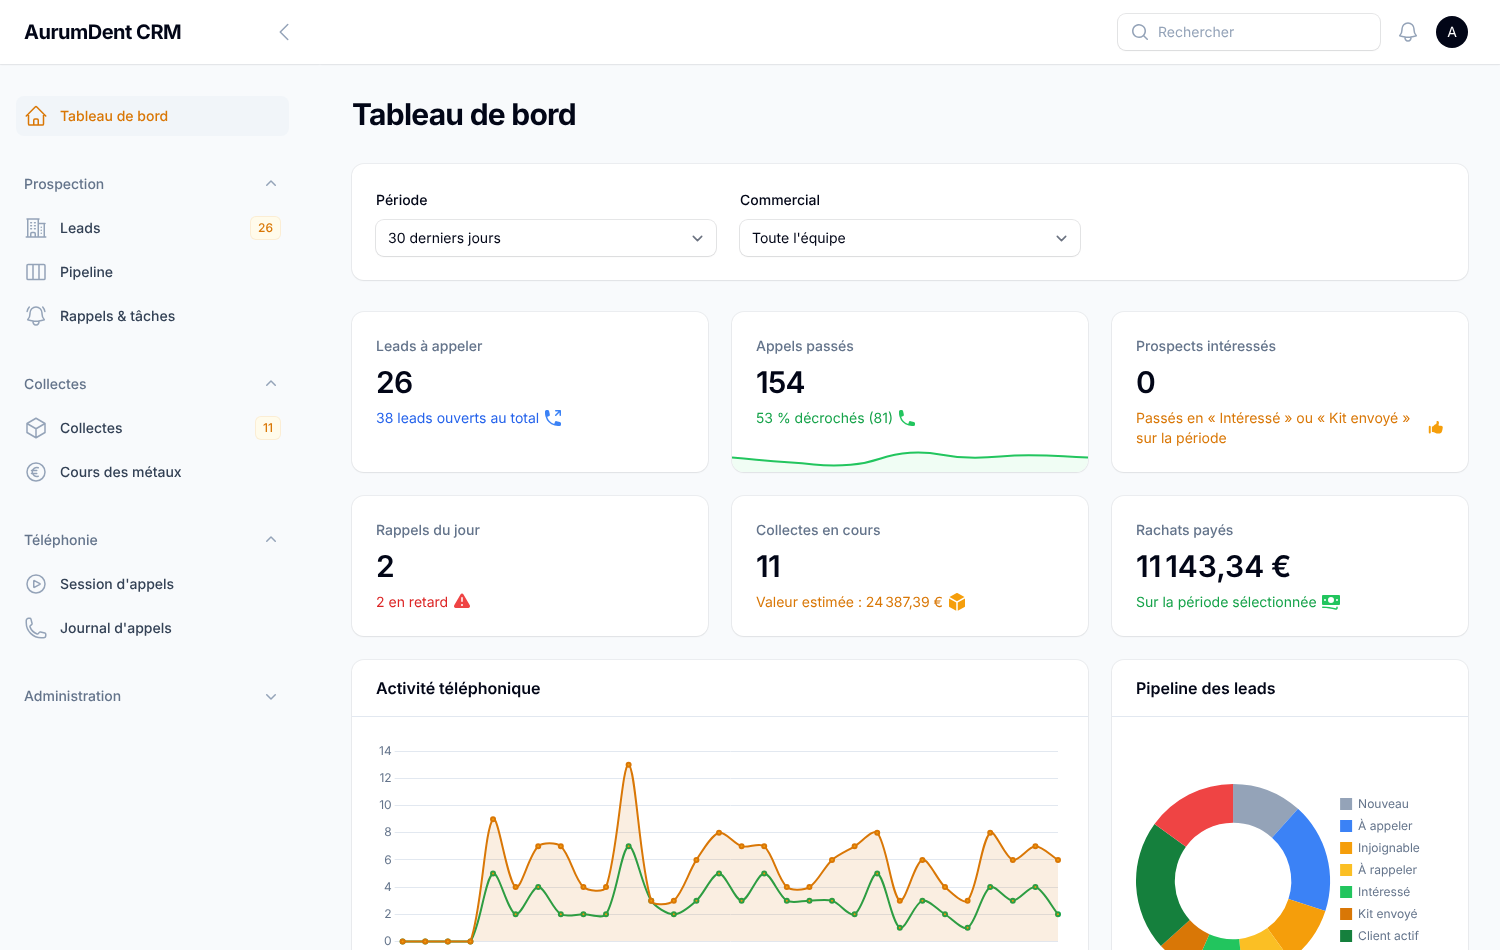 AurumDent CRM
Rechercher
A
Tableau de bord
Prospection
Leads
26
Pipeline
Rappels & tâches
Collectes
Collectes
11
Cours des métaux
Téléphonie
Session d'appels
Journal d'appels
Administration
Tableau de bord
Période
30 derniers jours
Commercial
Toute l'équipe
Leads à appeler
26
38 leads ouverts au total
Appels passés
154
53 % décrochés (81)
Prospects intéressés
0
Passés en « Intéressé » ou « Kit envoyé »
sur la période
Rappels du jour
2
2 en retard
Collectes en cours
11
Valeur estimée : 24 387,39 €
Rachats payés
11 143,34 €
Sur la période sélectionnée
Activité téléphonique
14
12
10
8
6
4
2
0
Pipeline des leads
Nouveau
À appeler
Injoignable
À rappeler
Intéressé
Kit envoyé
Client actif